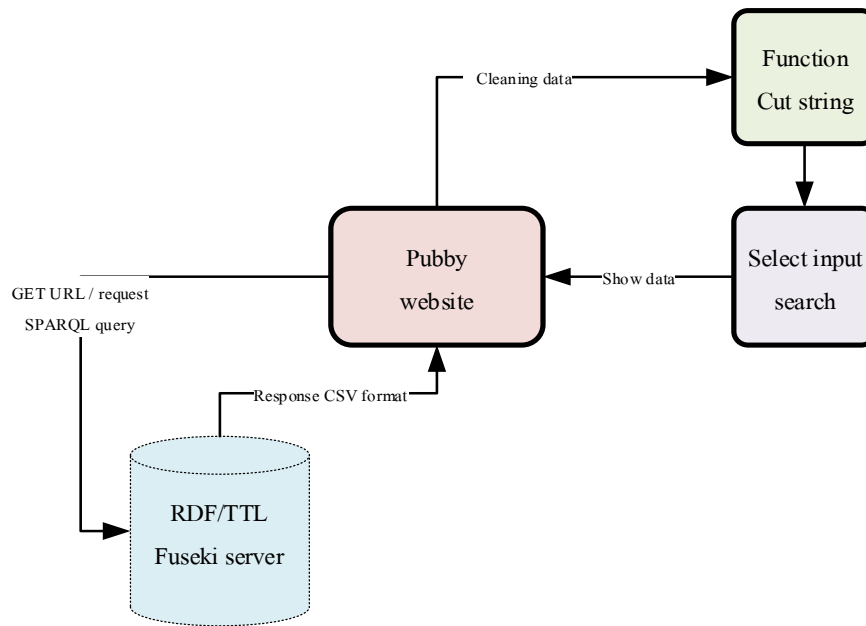 Function
Cut string
Cleaning data
Pubby
website
Select input
search
Show data
GET URL / request
SPARQL query
Response CSV format
RDF/TTL
Fuseki server